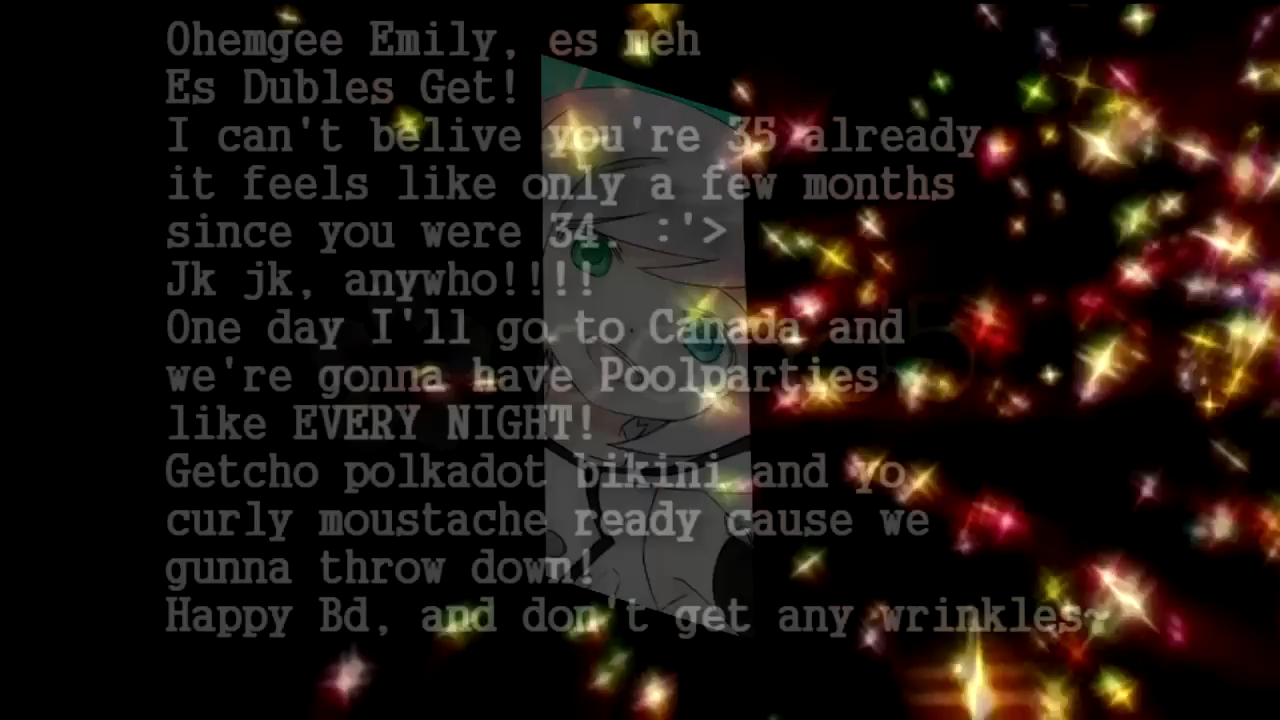 Ohemgee Emily, es meh
Es Dubles Get!
I can't belive you're 35 already
it feels like only a few months
since you were 34. :'>
Jk jk, anywho!!!!
One day I'll go to Canada and
we're gonna have Poolparties
like EVERY NIGHT!
Getcho polkadot bikini and yo
curly moustache ready cause we
gunna throw down!
Happy Bd, and don't get any wrinkles~